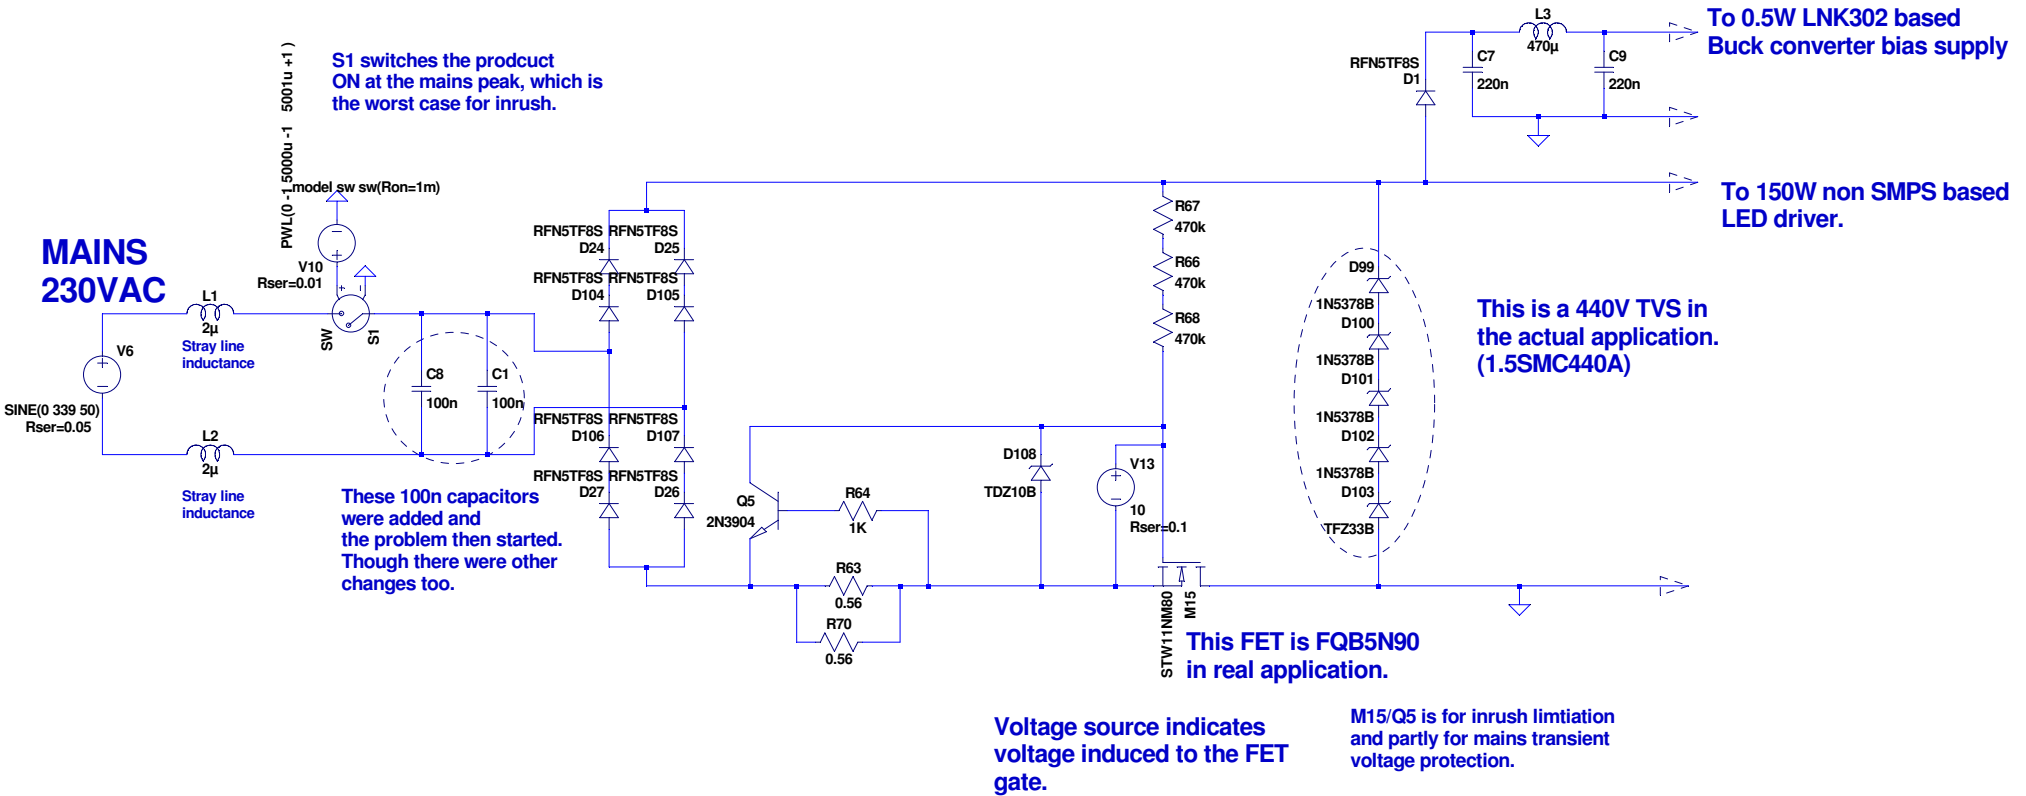 To 0.5W LNK302 based
Buck converter bias supply
L3
470µ
C7
220n
C9
220n
RFN5TF8S
D1
S1 switches the prodcuct
ON at the mains peak, which is
the worst case for inrush.
PWL(0 -1 5000u -1 5001u +1 )
.model sw sw(Ron=1m)
V10
Rser=0.01
To 150W non SMPS based
LED driver.
MAINS
230VAC
L1
2µ
Stray line
inductance
SW
S1
V6
SINE(0 339 50)
Rser=0.05
L2
2µ
Stray line
inductance
C8
100n
C1
100n
These 100n capacitors
were added and
the problem then started.
Though there were other
changes too.
RFN5TF8S RFN5TF8S
D24 D25
RFN5TF8S RFN5TF8S
D104 D105
RFN5TF8S RFN5TF8S
D106 D107
RFN5TF8S RFN5TF8S
D27 D26
R67
470k
R66
470k
R68
470k
D99
1N5378B
D100
1N5378B
D101
1N5378B
D102
1N5378B
D103
TFZ33B
This is a 440V TVS in
the actual application.
(1.5SMC440A)
Q5
2N3904
R64
1K
D108
TDZ10B
V13
10
Rser=0.1
R63
0.56
R70
0.56
STW11NM80
M15
This FET is FQB5N90
in real application.
Voltage source indicates
voltage induced to the FET
gate.
M15/Q5 is for inrush limtiation
and partly for mains transient
voltage protection.